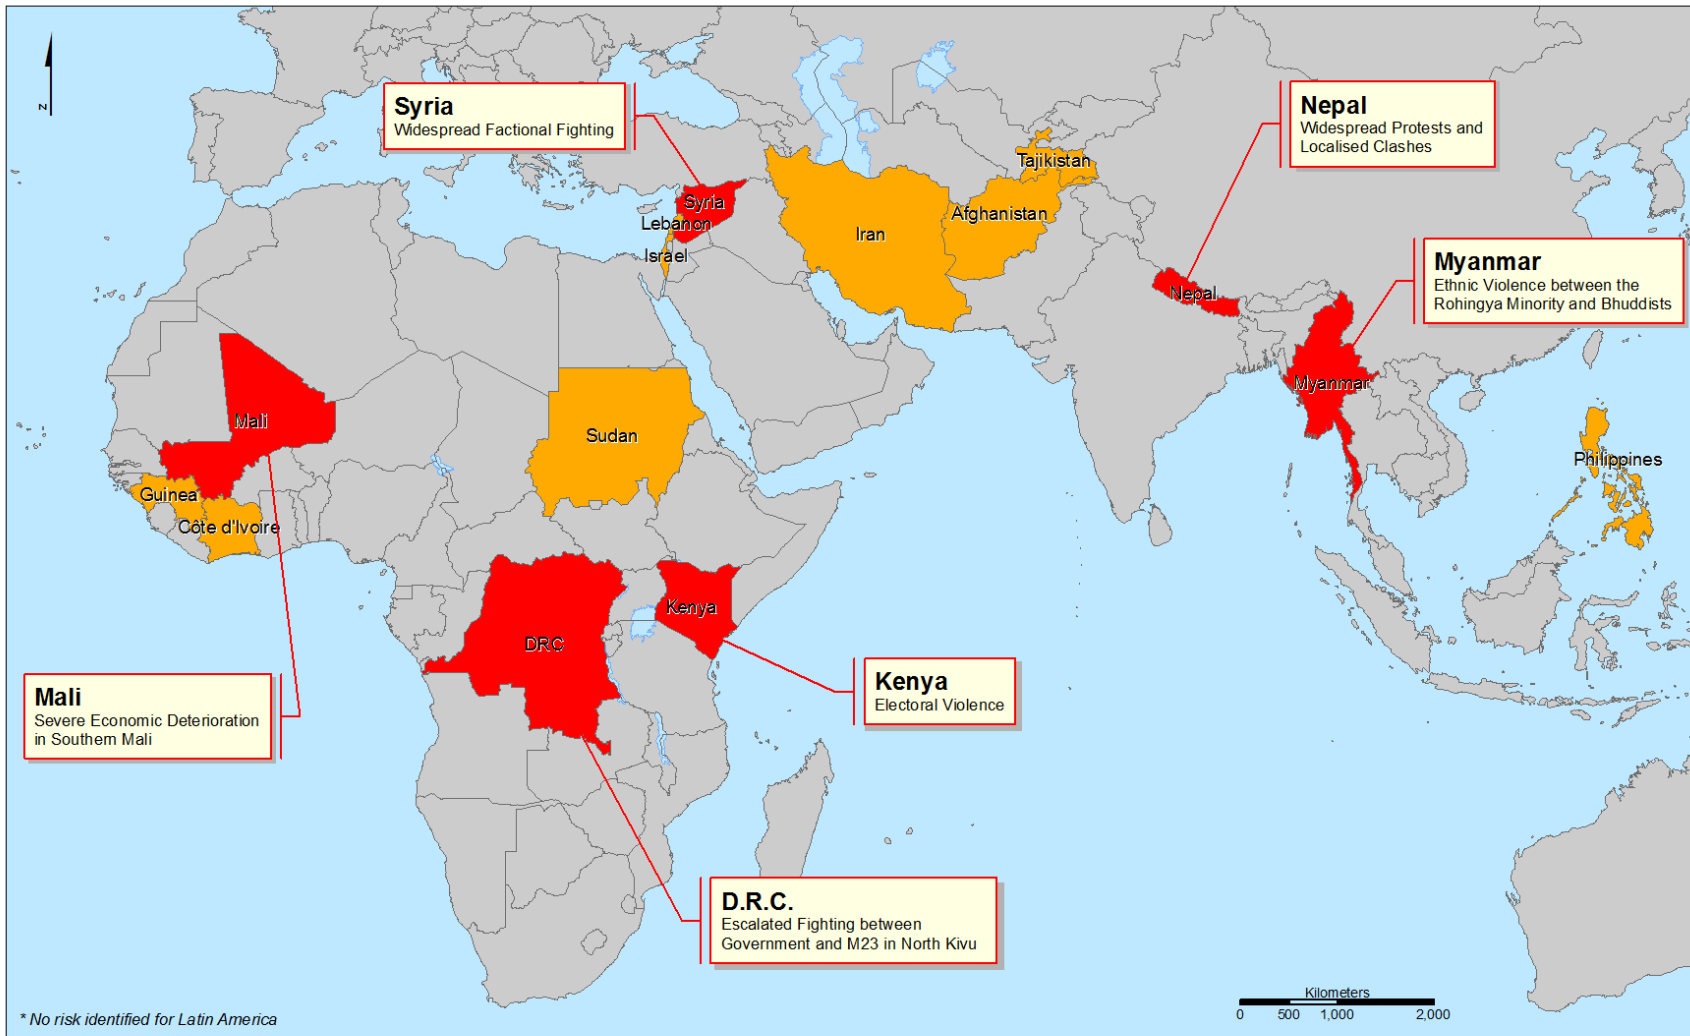 N
Syria
Widespread Factional Fighting
Nepal
Widespread Protests and
Localised Clashes
Myanmar
Ethnic Violence between the
Rohingya Minority and Bhuddists
Tajikistan
Syria
Lebanon
Afghanistan
Iran
Israel
Nepal
Myanmar
Mali
Sudan
Philippines
Guinea
Côte d'Ivoire
Kenya
DRC
Mali
Severe Economic Deterioration
in Southern Mali
Kenya
Electoral Violence
D.R.C.
Escalated Fighting between
Government and M23 in North Kivu
* No risk identified for Latin America
Kilometers
0 500 1,000 2,000